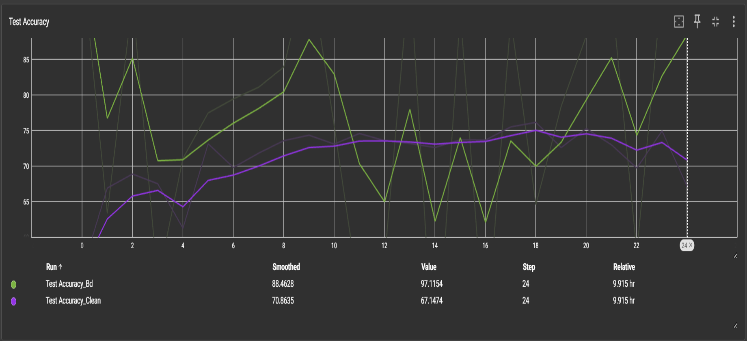 Test Accuracy
85
80
75
70
65
0 2 4 6 8 10 12 14 16 18 20 22 24 ×
Run ↑ Smoothed Value Step Relative
Test Accuracy_Bd 88.4628 97.1154 24 9.915 hr
Test Accuracy_Clean 70.8635 67.1474 24 9.915 hr